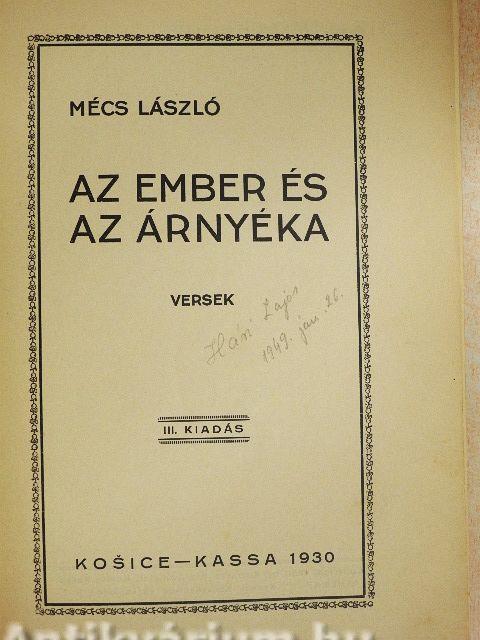 MÉCS LÁSZLÓ
AZ EMBER ÉS
AZ ÁRNYÉKA
VERSEK
Hári Lajos
1949. jan. 26.
III. KIADÁS
KOŠICE—KASSA 1930
Antikvárium.hu